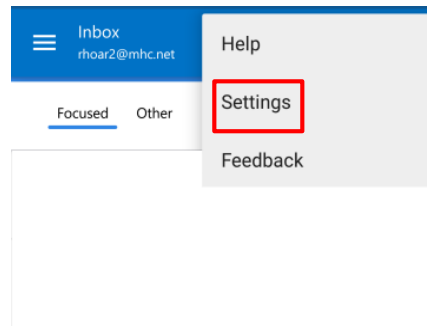 Inbox
rhoar2@mhc.net
Focused Other
Help
Settings
Feedback